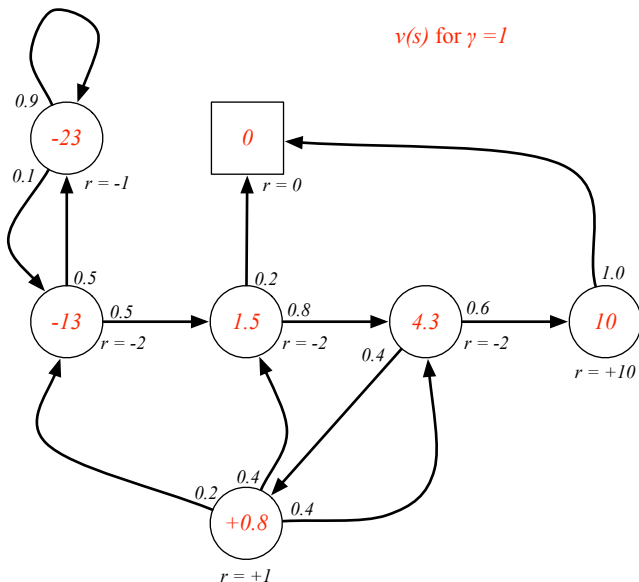 v(s) for γ =1
0.9
-23
0
0.1
r = -1
r = 0
0.5
0.2
1.0
-13
0.5
1.5
0.8
4.3
0.6
10
r = -2
r = -2
0.4
r = -2
r = +10
0.4
0.2
+0.8
0.4
r = +1